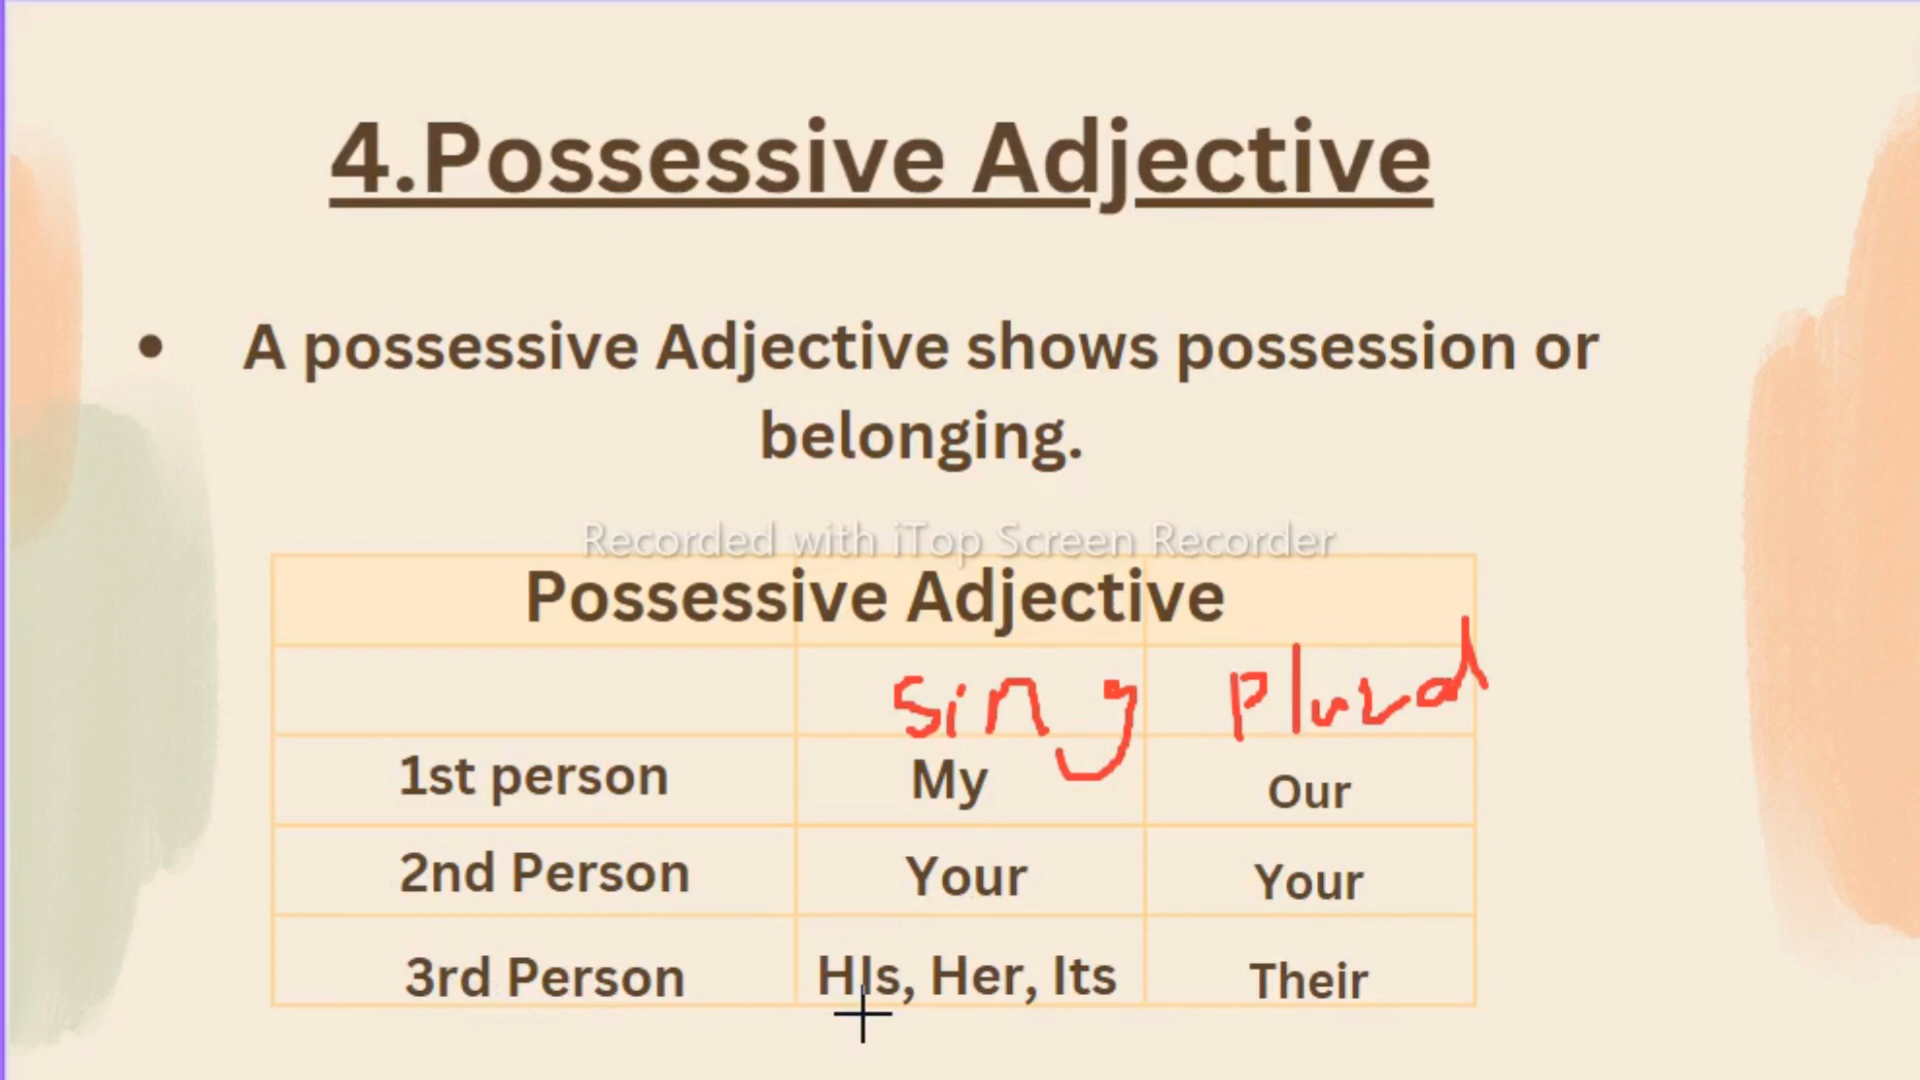 4.Possessive Adjective
• A possessive Adjective shows possession or
belonging.
Recorded with iTop Screen Recorder
Possessive Adjective
Sing Plural
1st person My Our
2nd Person Your Your
3rd Person HIs, Her, Its Their